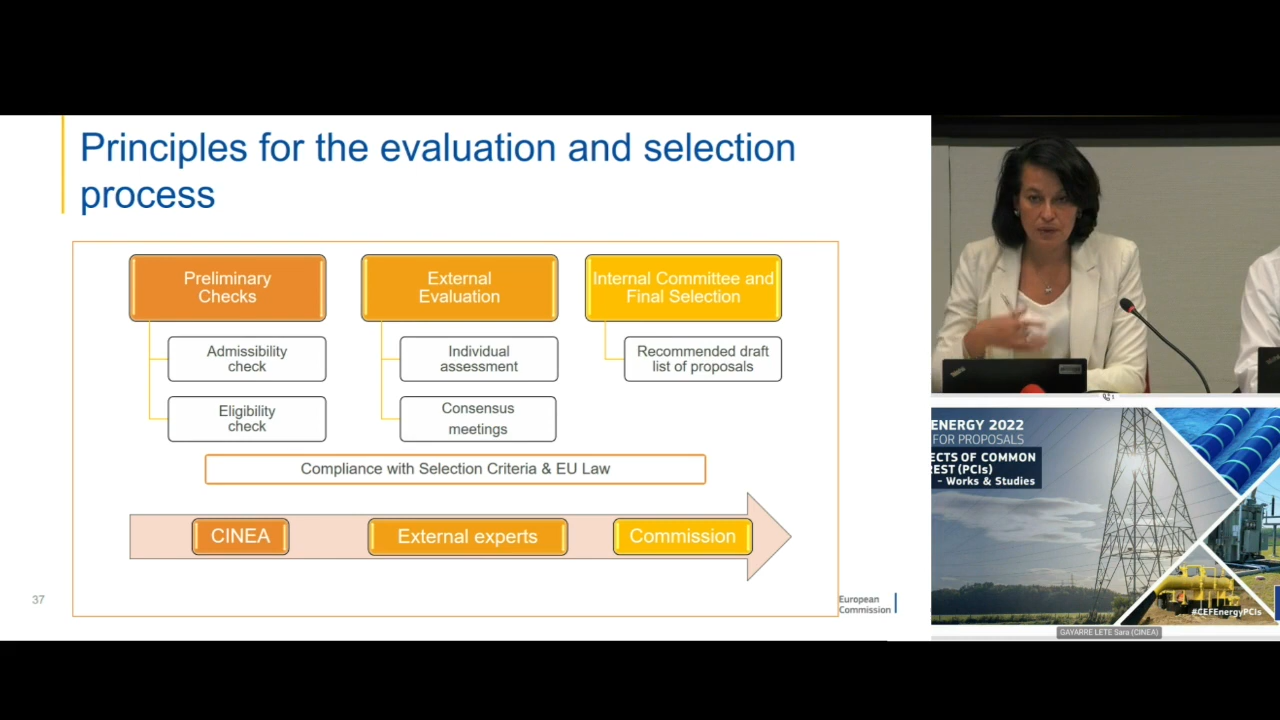 Principles for the evaluation and selection
process
Preliminary
Checks
External
Evaluation
Internal Committee and
Final Selection
Admissibility
check
Individual
assessment
Recommended draft
list of proposals
Eligibility
check
Consensus
meetings
Compliance with Selection Criteria & EU Law
CINEA
External experts
Commission
37
European
Commission
ENERGY 2022
FOR PROPOSALS
ECTS OF COMMON
REST (PCIs)
- Works & Studies
#CEFEnergyPCIs
GAYARRE LETE Sara (CINEA)